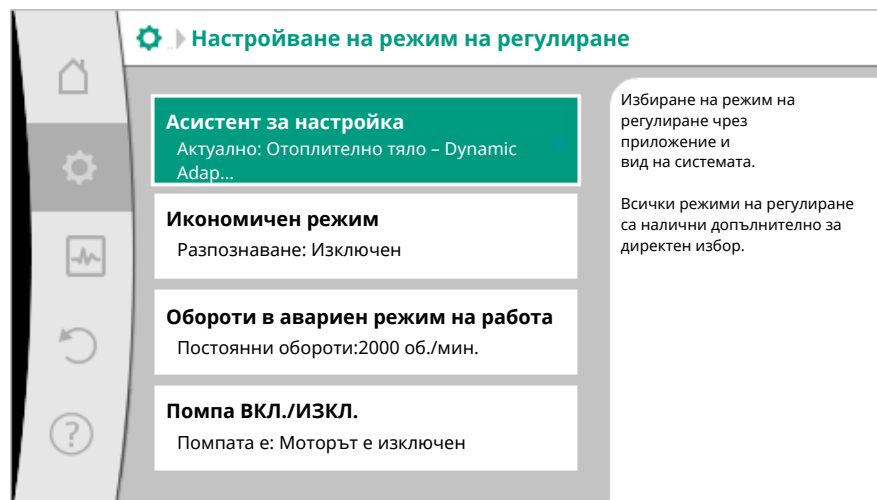 Настройване на режим на регулиране
Асистент за настройка
Актуално: Отоплително тяло – Dynamic
Adap...
Икономичен режим
Разпознаване: Изключен
Обороти в авариен режим на работа
Постоянни обороти:2000 об./мин.
Помпа ВКЛ./ИЗКЛ.
Помпата е: Моторът е изключен
Избиране на режим на
регулиране чрез
приложение и
вид на системата.
Всички режими на регулиране
са налични допълнително за
директен избор.